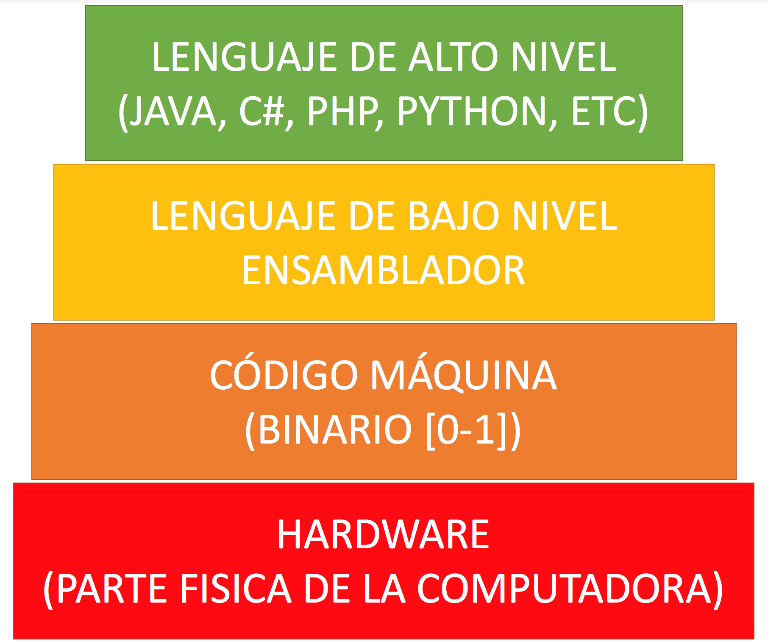 LENGUAJE DE ALTO NIVEL
(JAVA, C#, PHP, PYTHON, ETC)
LENGUAJE DE BAJO NIVEL
ENSAMBLADOR
CÓDIGO MÁQUINA
(BINARIO [0-1])
HARDWARE
(PARTE FISICA DE LA COMPUTADORA)